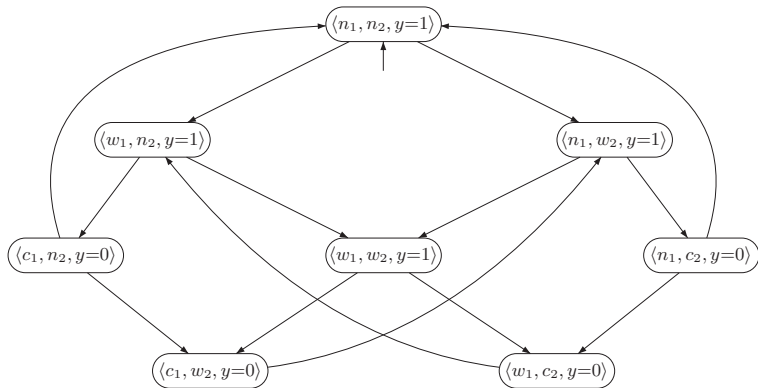 ⟨n₁, n₂, y=1⟩
⟨w₁, n₂, y=1⟩ ⟨n₁, w₂, y=1⟩
⟨c₁, n₂, y=0⟩ ⟨w₁, w₂, y=1⟩ ⟨n₁, c₂, y=0⟩
⟨c₁, w₂, y=0⟩ ⟨w₁, c₂, y=0⟩